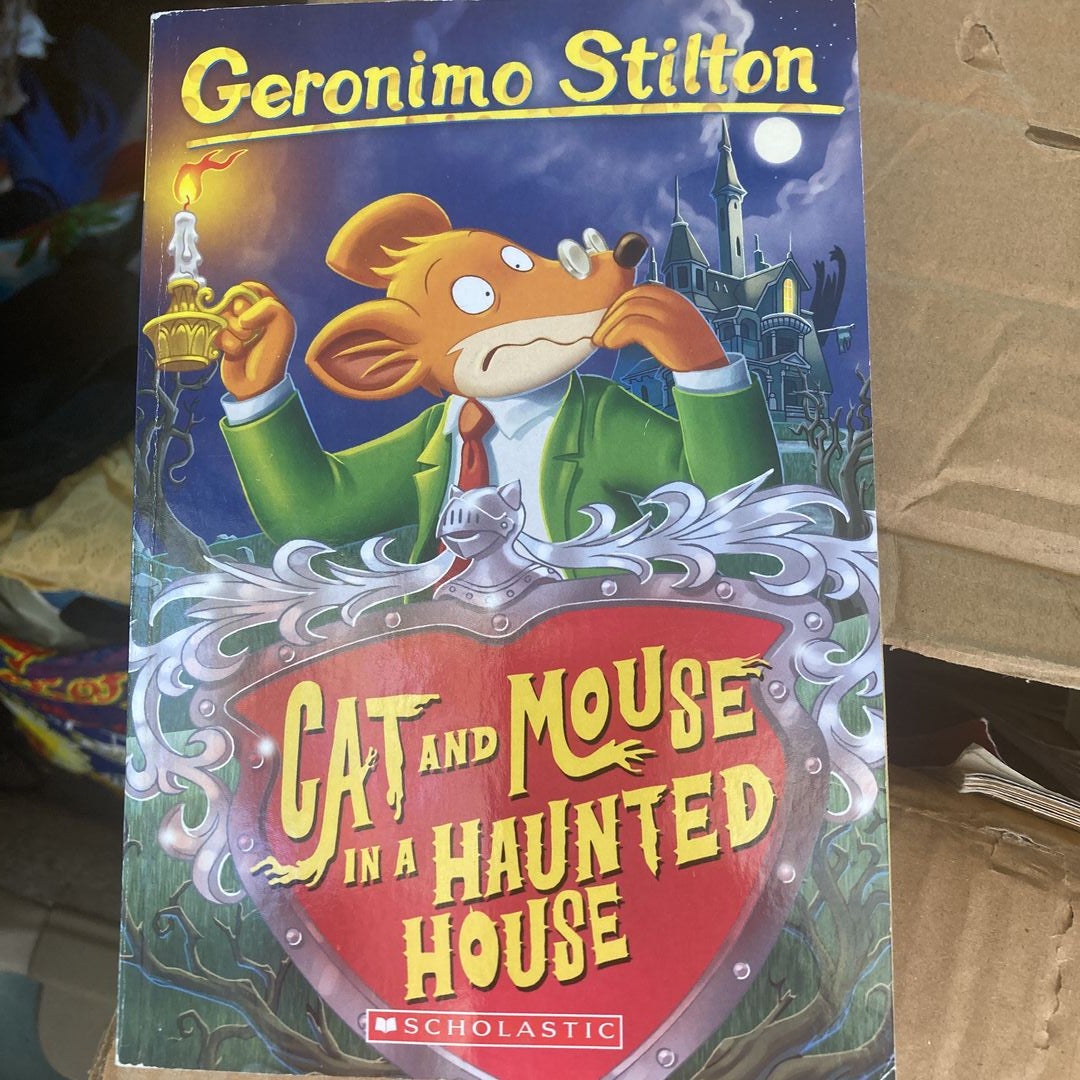 Geronimo Stilton
CAT AND MOUSE
IN A HAUNTED
HOUSE
SCHOLASTIC